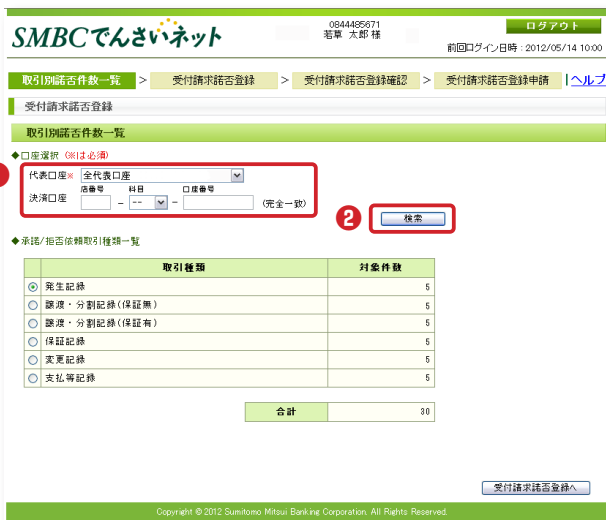 SMBCでんさいネット
0844485671
若草 太郎 様
ログアウト
前回ログイン日時：2012/05/14 10:00
取引別諾否件数一覧 > 受付請求諾否登録 > 受付請求諾否登録確認 > 受付請求諾否登録申請 | ヘルプ
受付請求諾否登録
取引別諾否件数一覧
◆口座選択 (※は必須)
代表口座※ 全代表口座
店番号 科目 口座番号
決済口座 － -- － (完全一致)
2 検索
◆承諾/拒否依頼取引種類一覧
取引種類 対象件数
発生記録 5
譲渡・分割記録(保証無) 5
譲渡・分割記録(保証有) 5
保証記録 5
変更記録 5
支払等記録 5
合計 30
受付請求諾否登録へ
Copyright © 2012 Sumitomo Mitsui Banking Corporation. All Rights Reserved.